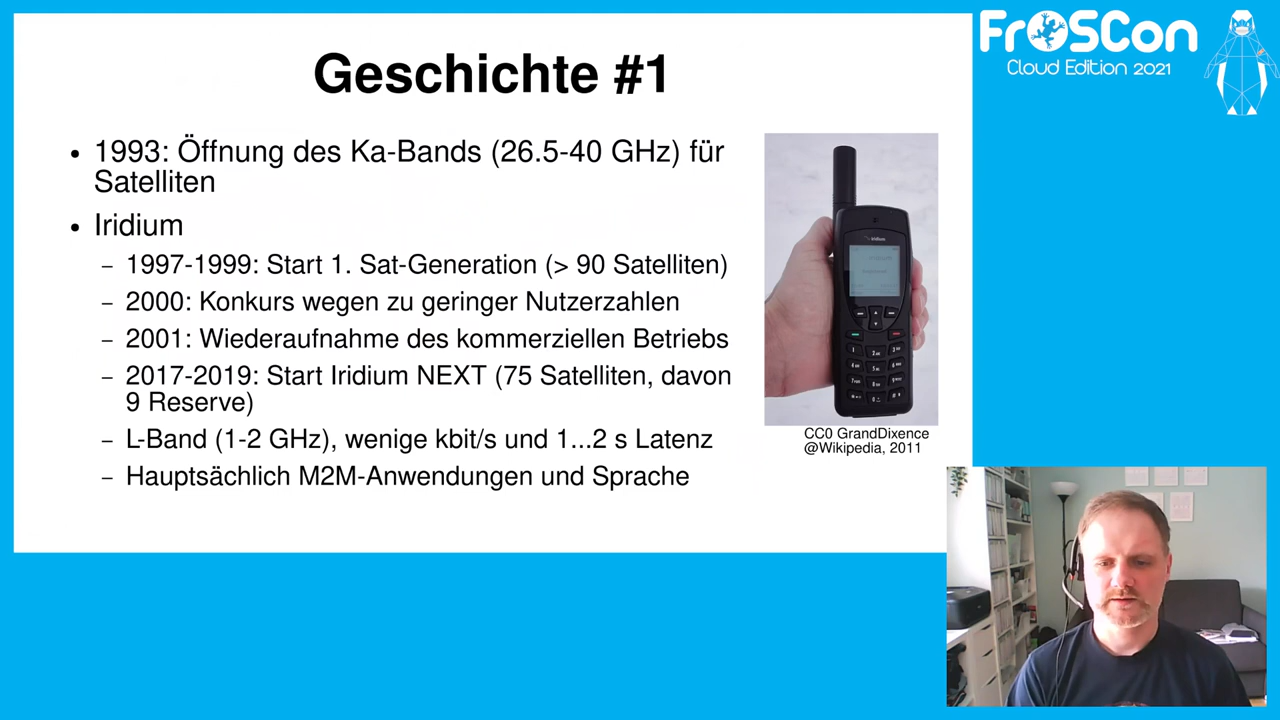 FrOSCon
Cloud Edition 2021
Geschichte #1
• 1993: Öffnung des Ka-Bands (26.5-40 GHz) für
Satelliten
• Iridium
– 1997-1999: Start 1. Sat-Generation (> 90 Satelliten)
– 2000: Konkurs wegen zu geringer Nutzerzahlen
– 2001: Wiederaufnahme des kommerziellen Betriebs
– 2017-2019: Start Iridium NEXT (75 Satelliten, davon
9 Reserve)
– L-Band (1-2 GHz), wenige kbit/s und 1...2 s Latenz
– Hauptsächlich M2M-Anwendungen und Sprache
CC0 GrandDixence
@Wikipedia, 2011